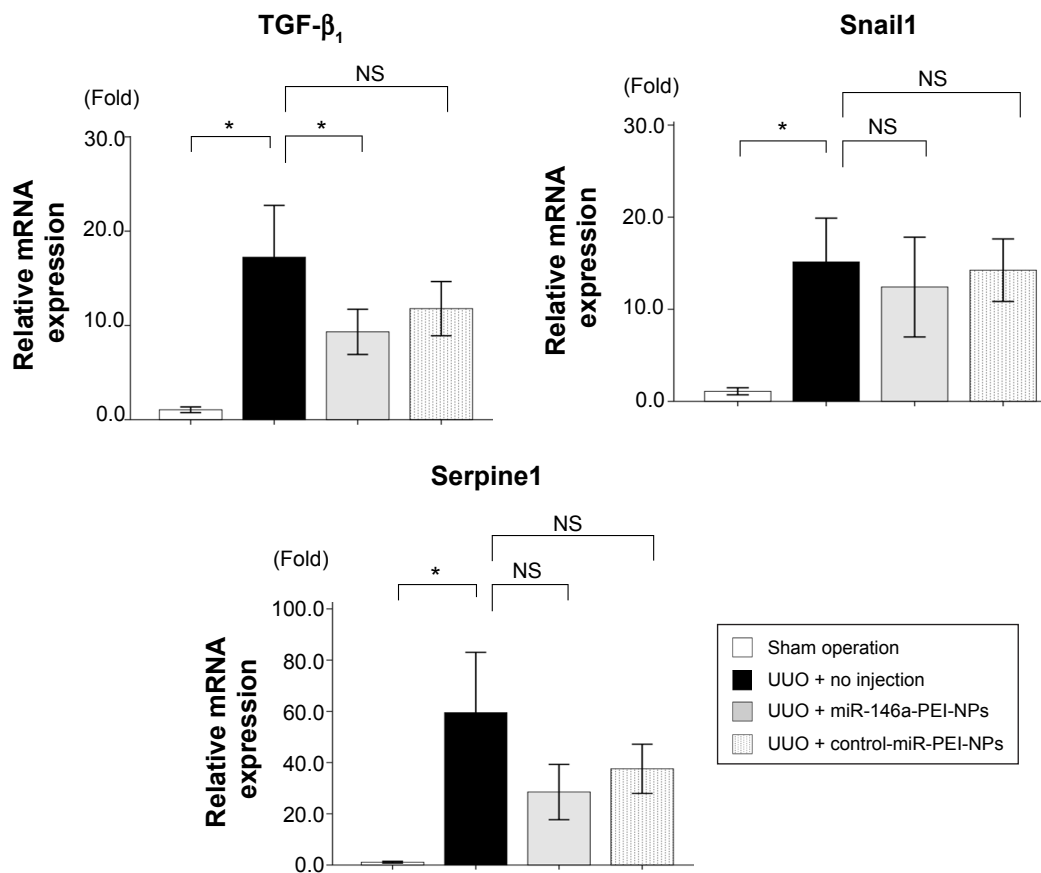 TGF-β₁
NS
(Fold)
*
*
30.0
20.0
10.0
0.0
Relative mRNA
expression
Snail1
NS
(Fold)
*
NS
30.0
20.0
10.0
0.0
Relative mRNA
expression
Serpine1
NS
(Fold)
*
NS
100.0
80.0
60.0
40.0
20.0
0.0
Relative mRNA
expression
Sham operation
UUO + no injection
UUO + miR-146a-PEI-NPs
UUO + control-miR-PEI-NPs